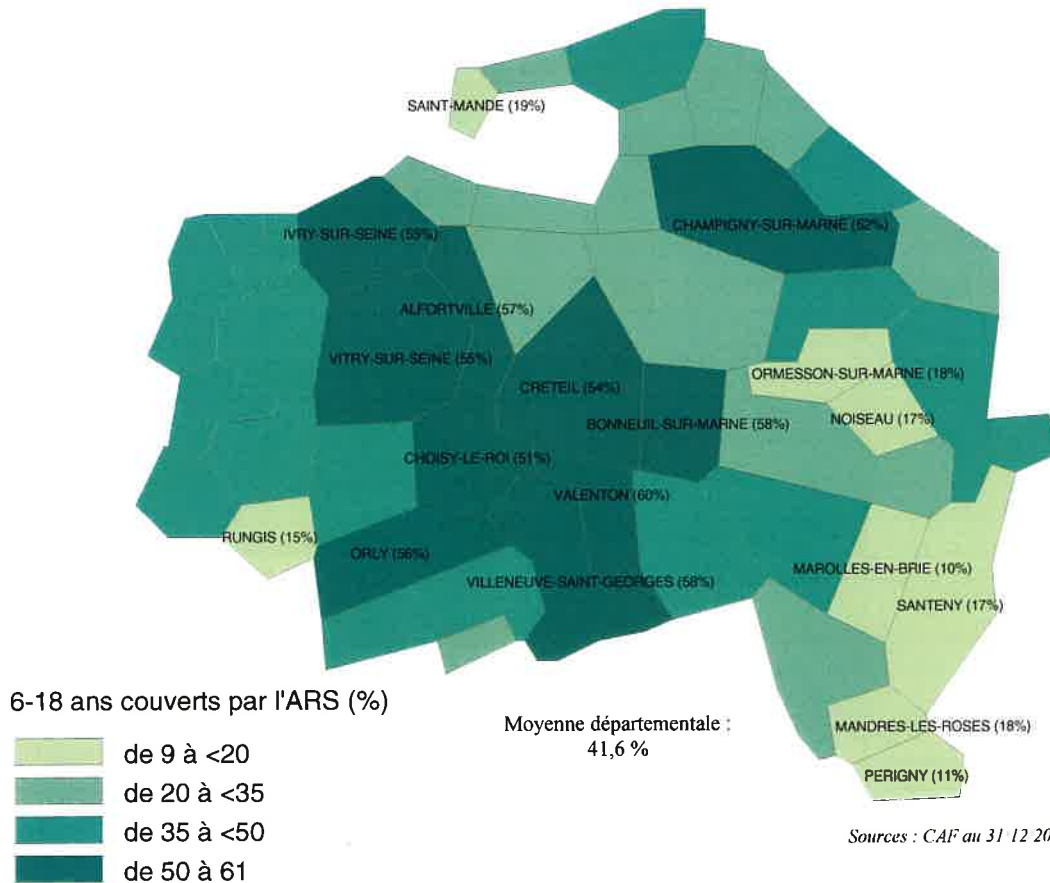 SAINT-MANDE (19%)
CHAMPIGNY-SUR-MARNE (52%)
IVRY-SUR-SEINE (55%)
ALFORTVILLE (57%)
VITRY-SUR-SEINE (55%)
ORMESSON-SUR-MARNE (18%)
CRETEIL (54%)
NOISEAU (17%)
BONNEUIL-SUR-MARNE (58%)
CHOISY-LE-ROI (51%)
VALENTON (60%)
RUNGIS (15%)
ORLY (56%)
MAROLLES-EN-BRIE (10%)
VILLENEUVE-SAINT-GEORGES (58%)
SANTENY (17%)
MANDRES-LES-ROSES (18%)
PERIGNY (11%)
6-18 ans couverts par l'ARS (%)
de 9 à <20
de 20 à <35
de 35 à <50
de 50 à 61
Moyenne départementale :
41,6 %
Sources : CAF au 31 12 20